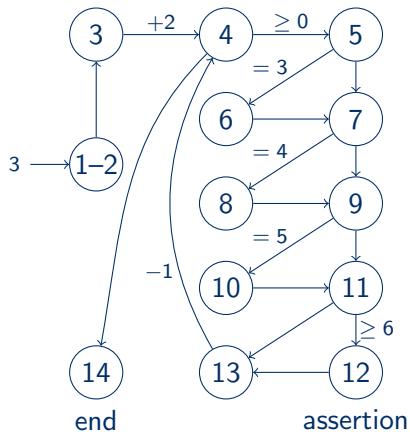 3 +2 4 ≥ 0 5
= 3
6 7
= 4
3 1–2
8 9
= 5
−1 10 11
≥ 6
14 13 12
end assertion